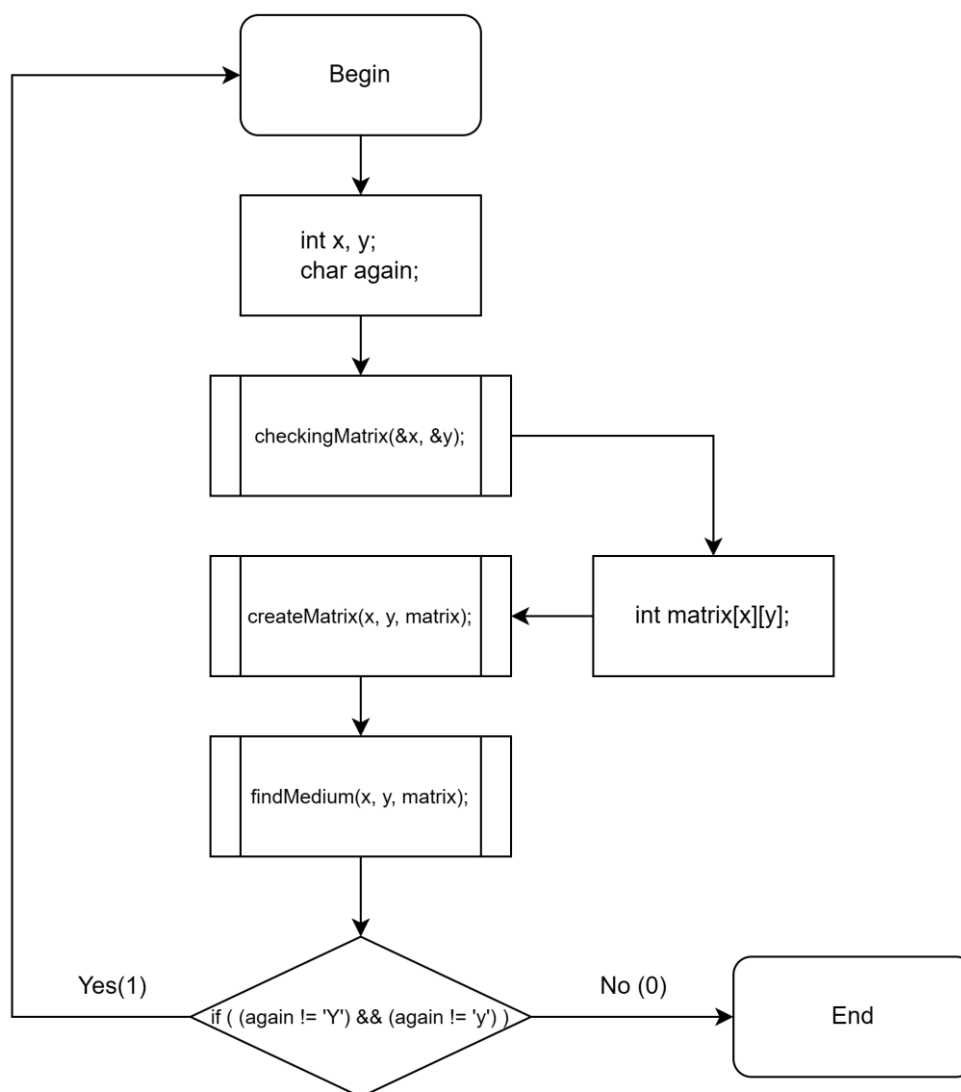 Begin
int x, y;
char again;
checkingMatrix(&x, &y);
createMatrix(x, y, matrix);
int matrix[x][y];
findMedium(x, y, matrix);
Yes(1)
if ( (again != 'Y') && (again != 'y') )
No (0)
End